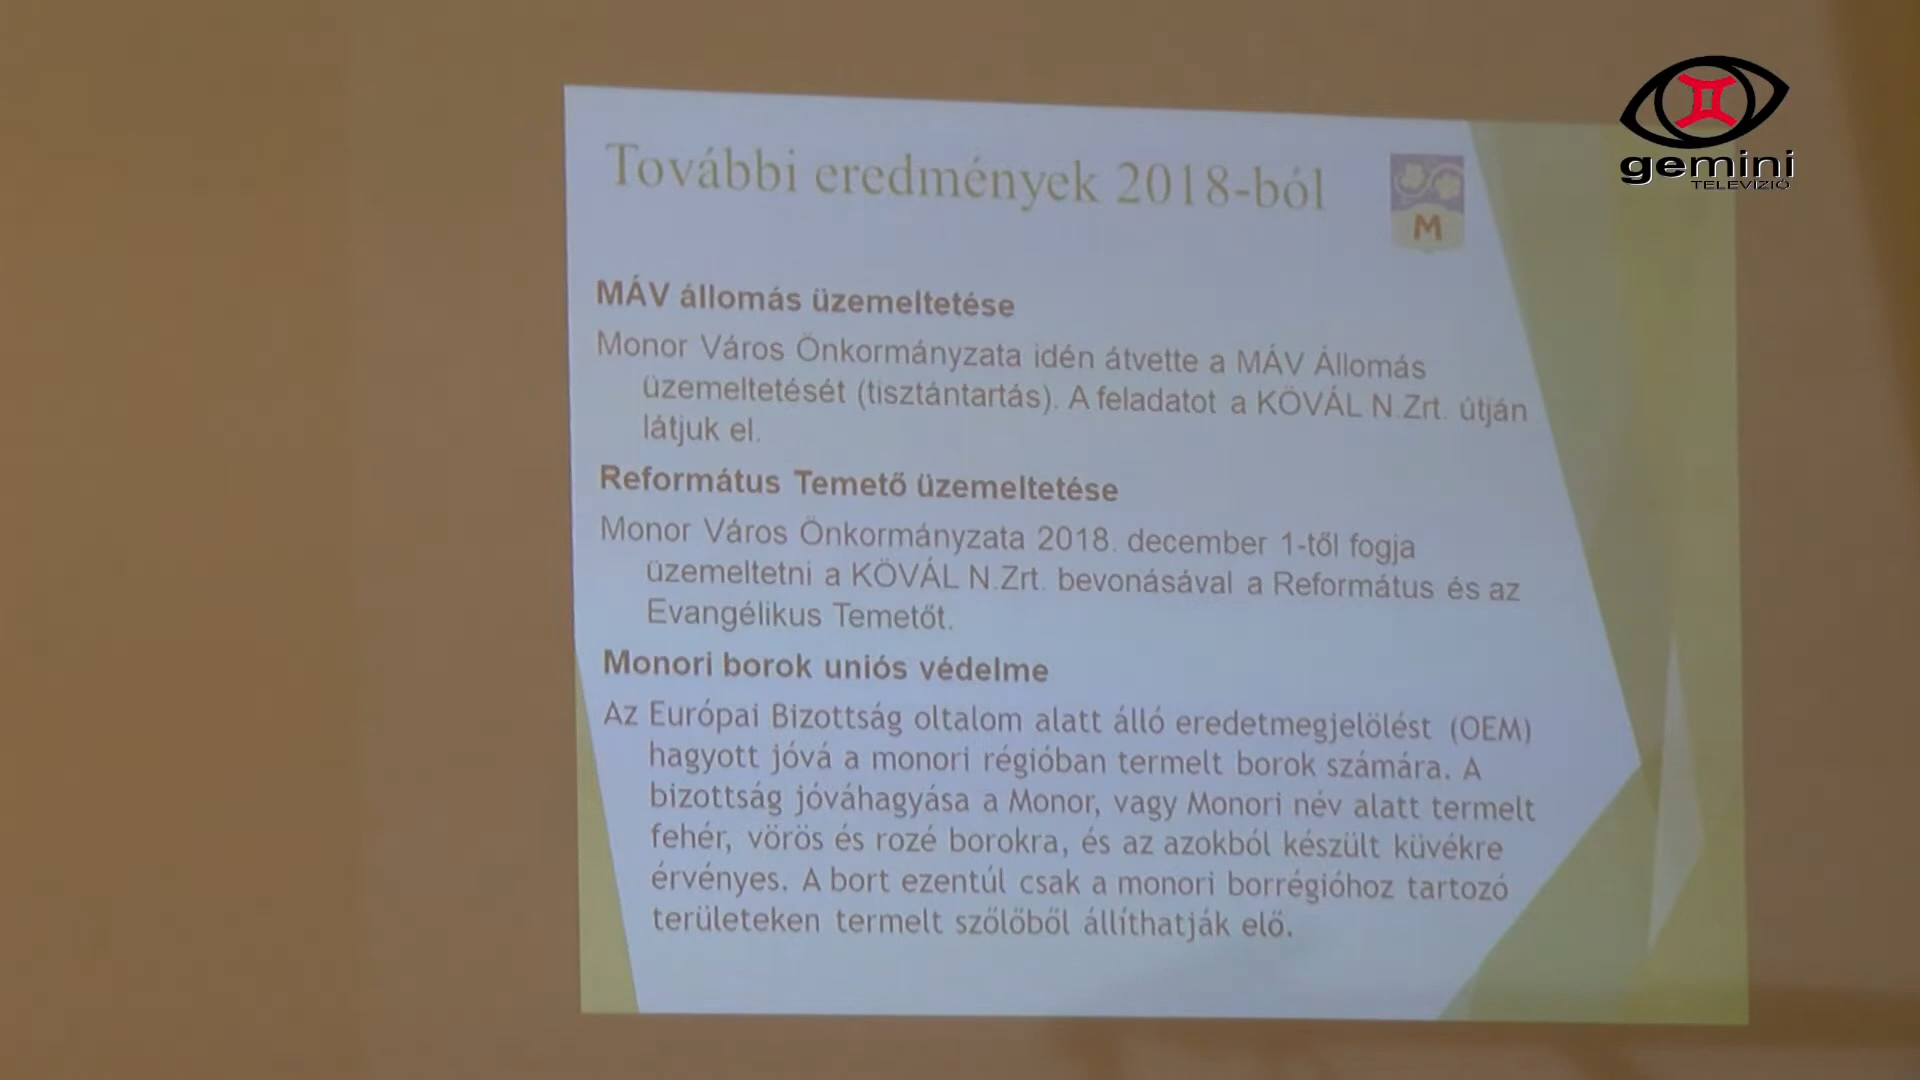 gemini
TELEVÍZIÓ
További eredmények 2018-ból
M
MÁV állomás üzemeltetése
Monor Város Önkormányzata idén átvette a MÁV Állomás
üzemeltetését (tisztántartás). A feladatot a KÖVÁL N.Zrt. útján
látjuk el.
Református Temető üzemeltetése
Monor Város Önkormányzata 2018. december 1-től fogja
üzemeltetni a KÖVÁL N.Zrt. bevonásával a Református és az
Evangélikus Temetőt.
Monori borok uniós védelme
Az Európai Bizottság oltalom alatt álló eredetmegjelölést (OEM)
hagyott jóvá a monori régióban termelt borok számára. A
bizottság jóváhagyása a Monor, vagy Monori név alatt termelt
fehér, vörös és rozé borokra, és az azokból készült küvékre
érvényes. A bort ezentúl csak a monori borrégióhoz tartozó
területeken termelt szőlőből állíthatják elő.